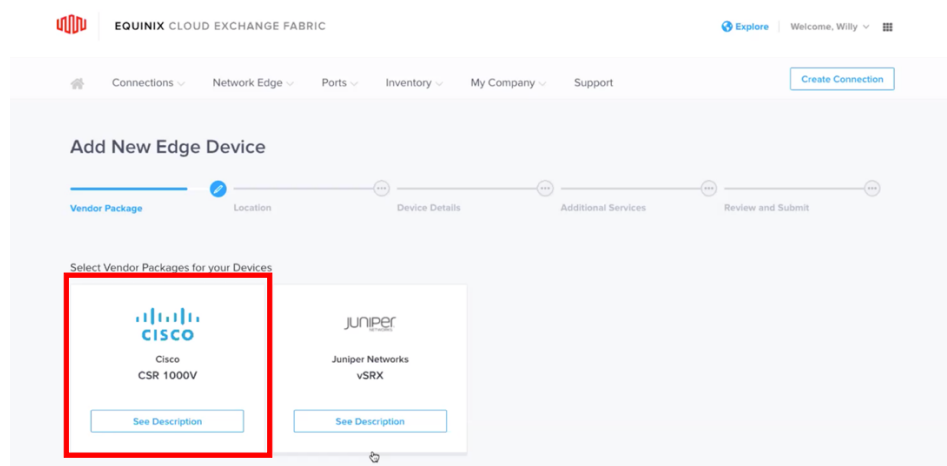 EQUINIX CLOUD EXCHANGE FABRIC
Explore Welcome, Willy
Connections Network Edge Ports Inventory My Company Support Create Connection
Add New Edge Device
Vendor Package Location Device Details Additional Services Review and Submit
Select Vendor Packages for your Devices
CISCO
Cisco
CSR 1000V
See Description
JUNIPER
NETWORKS
Juniper Networks
vSRX
See Description